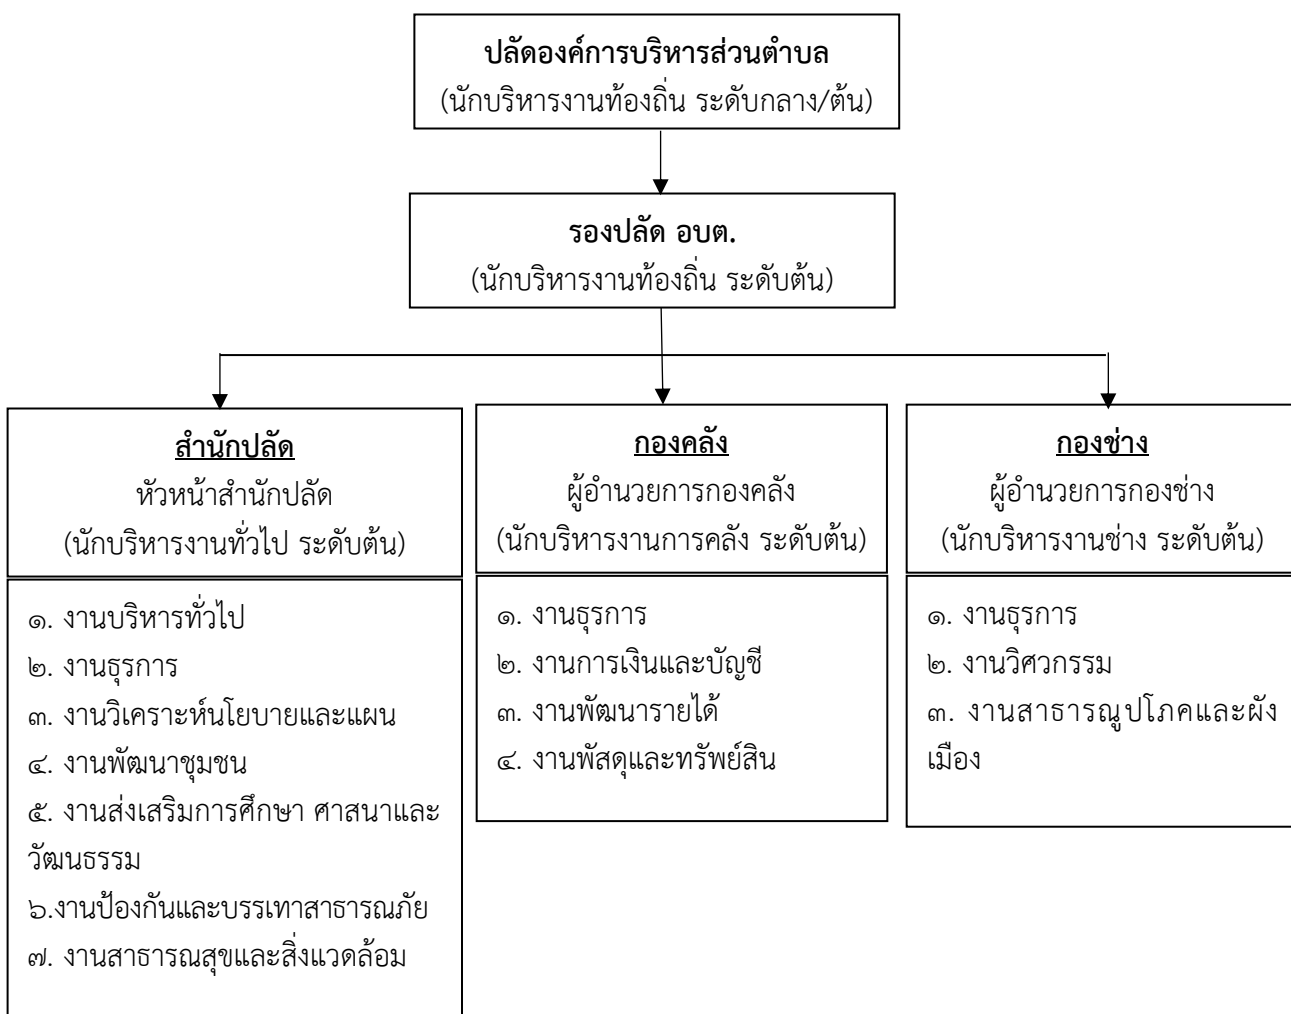 ปลัดองค์การบริหารส่วนตำบล
(นักบริหารงานท้องถิ่น ระดับกลาง/ต้น)
รองปลัด อบต.
(นักบริหารงานท้องถิ่น ระดับต้น)
สำนักปลัด
หัวหน้าสำนักปลัด
(นักบริหารงานทั่วไป ระดับต้น)
๑. งานบริหารทั่วไป
๒. งานธุรการ
๓. งานวิเคราะห์นโยบายและแผน
๔. งานพัฒนาชุมชน
๕. งานส่งเสริมการศึกษา ศาสนาและ
วัฒนธรรม
๖.งานป้องกันและบรรเทาสาธารณภัย
๗. งานสาธารณสุขและสิ่งแวดล้อม
กองคลัง
ผู้อำนวยการกองคลัง
(นักบริหารงานการคลัง ระดับต้น)
๑. งานธุรการ
๒. งานการเงินและบัญชี
๓. งานพัฒนารายได้
๔. งานพัสดุและทรัพย์สิน
กองช่าง
ผู้อำนวยการกองช่าง
(นักบริหารงานช่าง ระดับต้น)
๑. งานธุรการ
๒. งานวิศวกรรม
๓. งานสาธารณูปโภคและผัง
เมือง